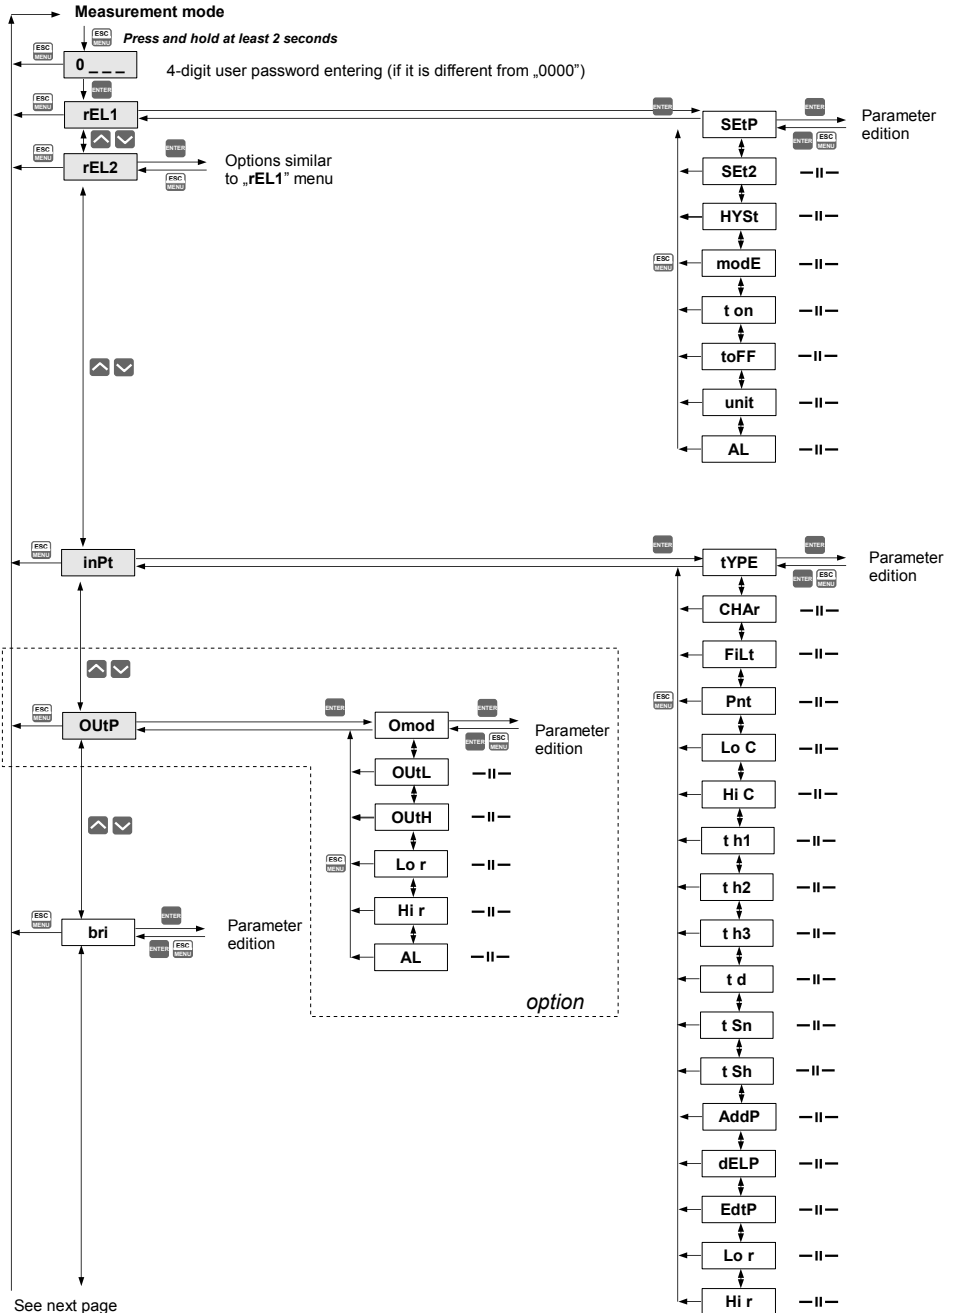 Measurement mode
ESC
MENU
Press and hold at least 2 seconds
ESC
MENU
0 _ _ _
4-digit user password entering (if it is different from „0000”)
ENTER
ESC
MENU
rEL1
ENTER
SEtP
ENTER
Parameter
edition
ENTER
ESC
MENU
ESC
MENU
rEL2
ENTER
ESC
MENU
Options similar
to „rEL1” menu
SEt2
—II—
HYSt
—II—
ESC
MENU
modE
—II—
t on
—II—
toFF
—II—
unit
—II—
AL
—II—
ESC
MENU
inPt
ENTER
tYPE
ENTER
Parameter
edition
ENTER
ESC
MENU
CHAr
—II—
FiLt
—II—
ESC
MENU
Pnt
—II—
Lo C
—II—
Hi C
—II—
t h1
—II—
t h2
—II—
t h3
—II—
t d
—II—
t Sn
—II—
t Sh
—II—
AddP
—II—
dELP
—II—
EdtP
—II—
Lo r
—II—
Hi r
—II—
ESC
MENU
OUtP
ENTER
Omod
ENTER
Parameter
edition
ENTER
ESC
MENU
OUtL
—II—
OUtH
—II—
ESC
MENU
Lo r
—II—
Hi r
—II—
AL
—II—
option
ESC
MENU
bri
ENTER
Parameter
edition
ENTER
ESC
MENU
See next page